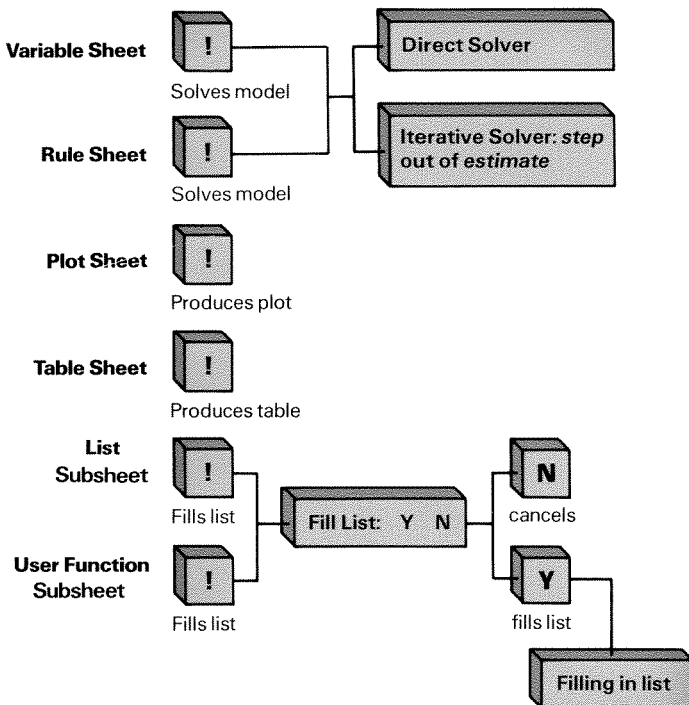 Variable Sheet
!
Solves model
Direct Solver
Rule Sheet
!
Solves model
Iterative Solver: step
out of estimate
Plot Sheet
!
Produces plot
Table Sheet
!
Produces table
List
Subsheet
!
Fills list
Fill List: Y N
N
cancels
User Function
Subsheet
!
Fills list
Y
fills list
Filling in list